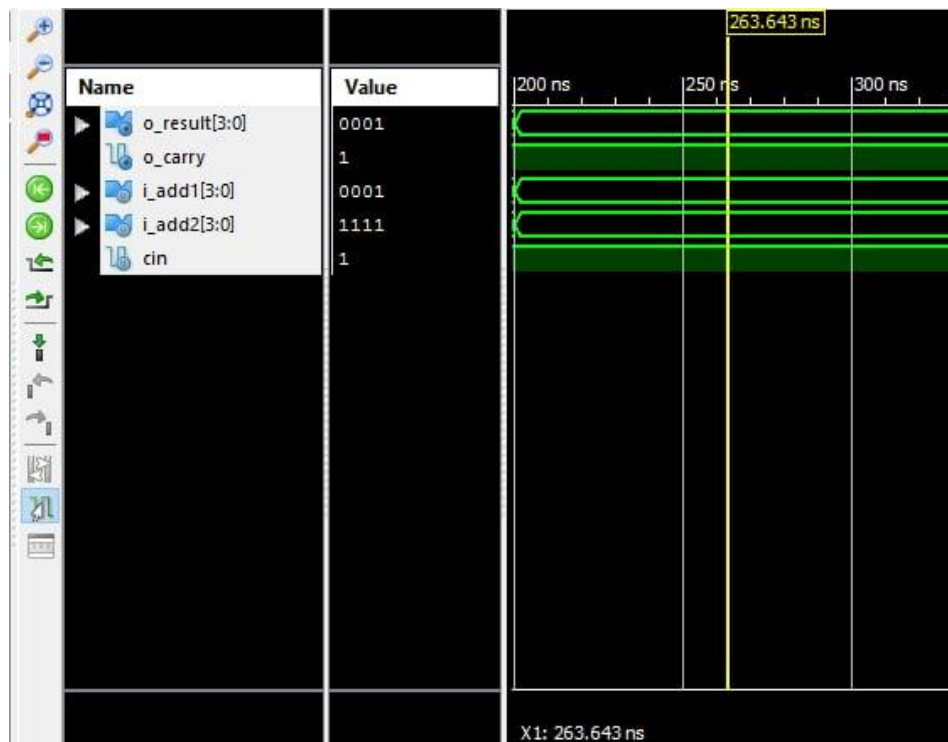 263.643 ns
Name Value 200 ns 250 ns 300 ns
o_result[3:0] 0001
o_carry 1
i_add1[3:0] 0001
i_add2[3:0] 1111
cin 1
X1: 263.643 ns